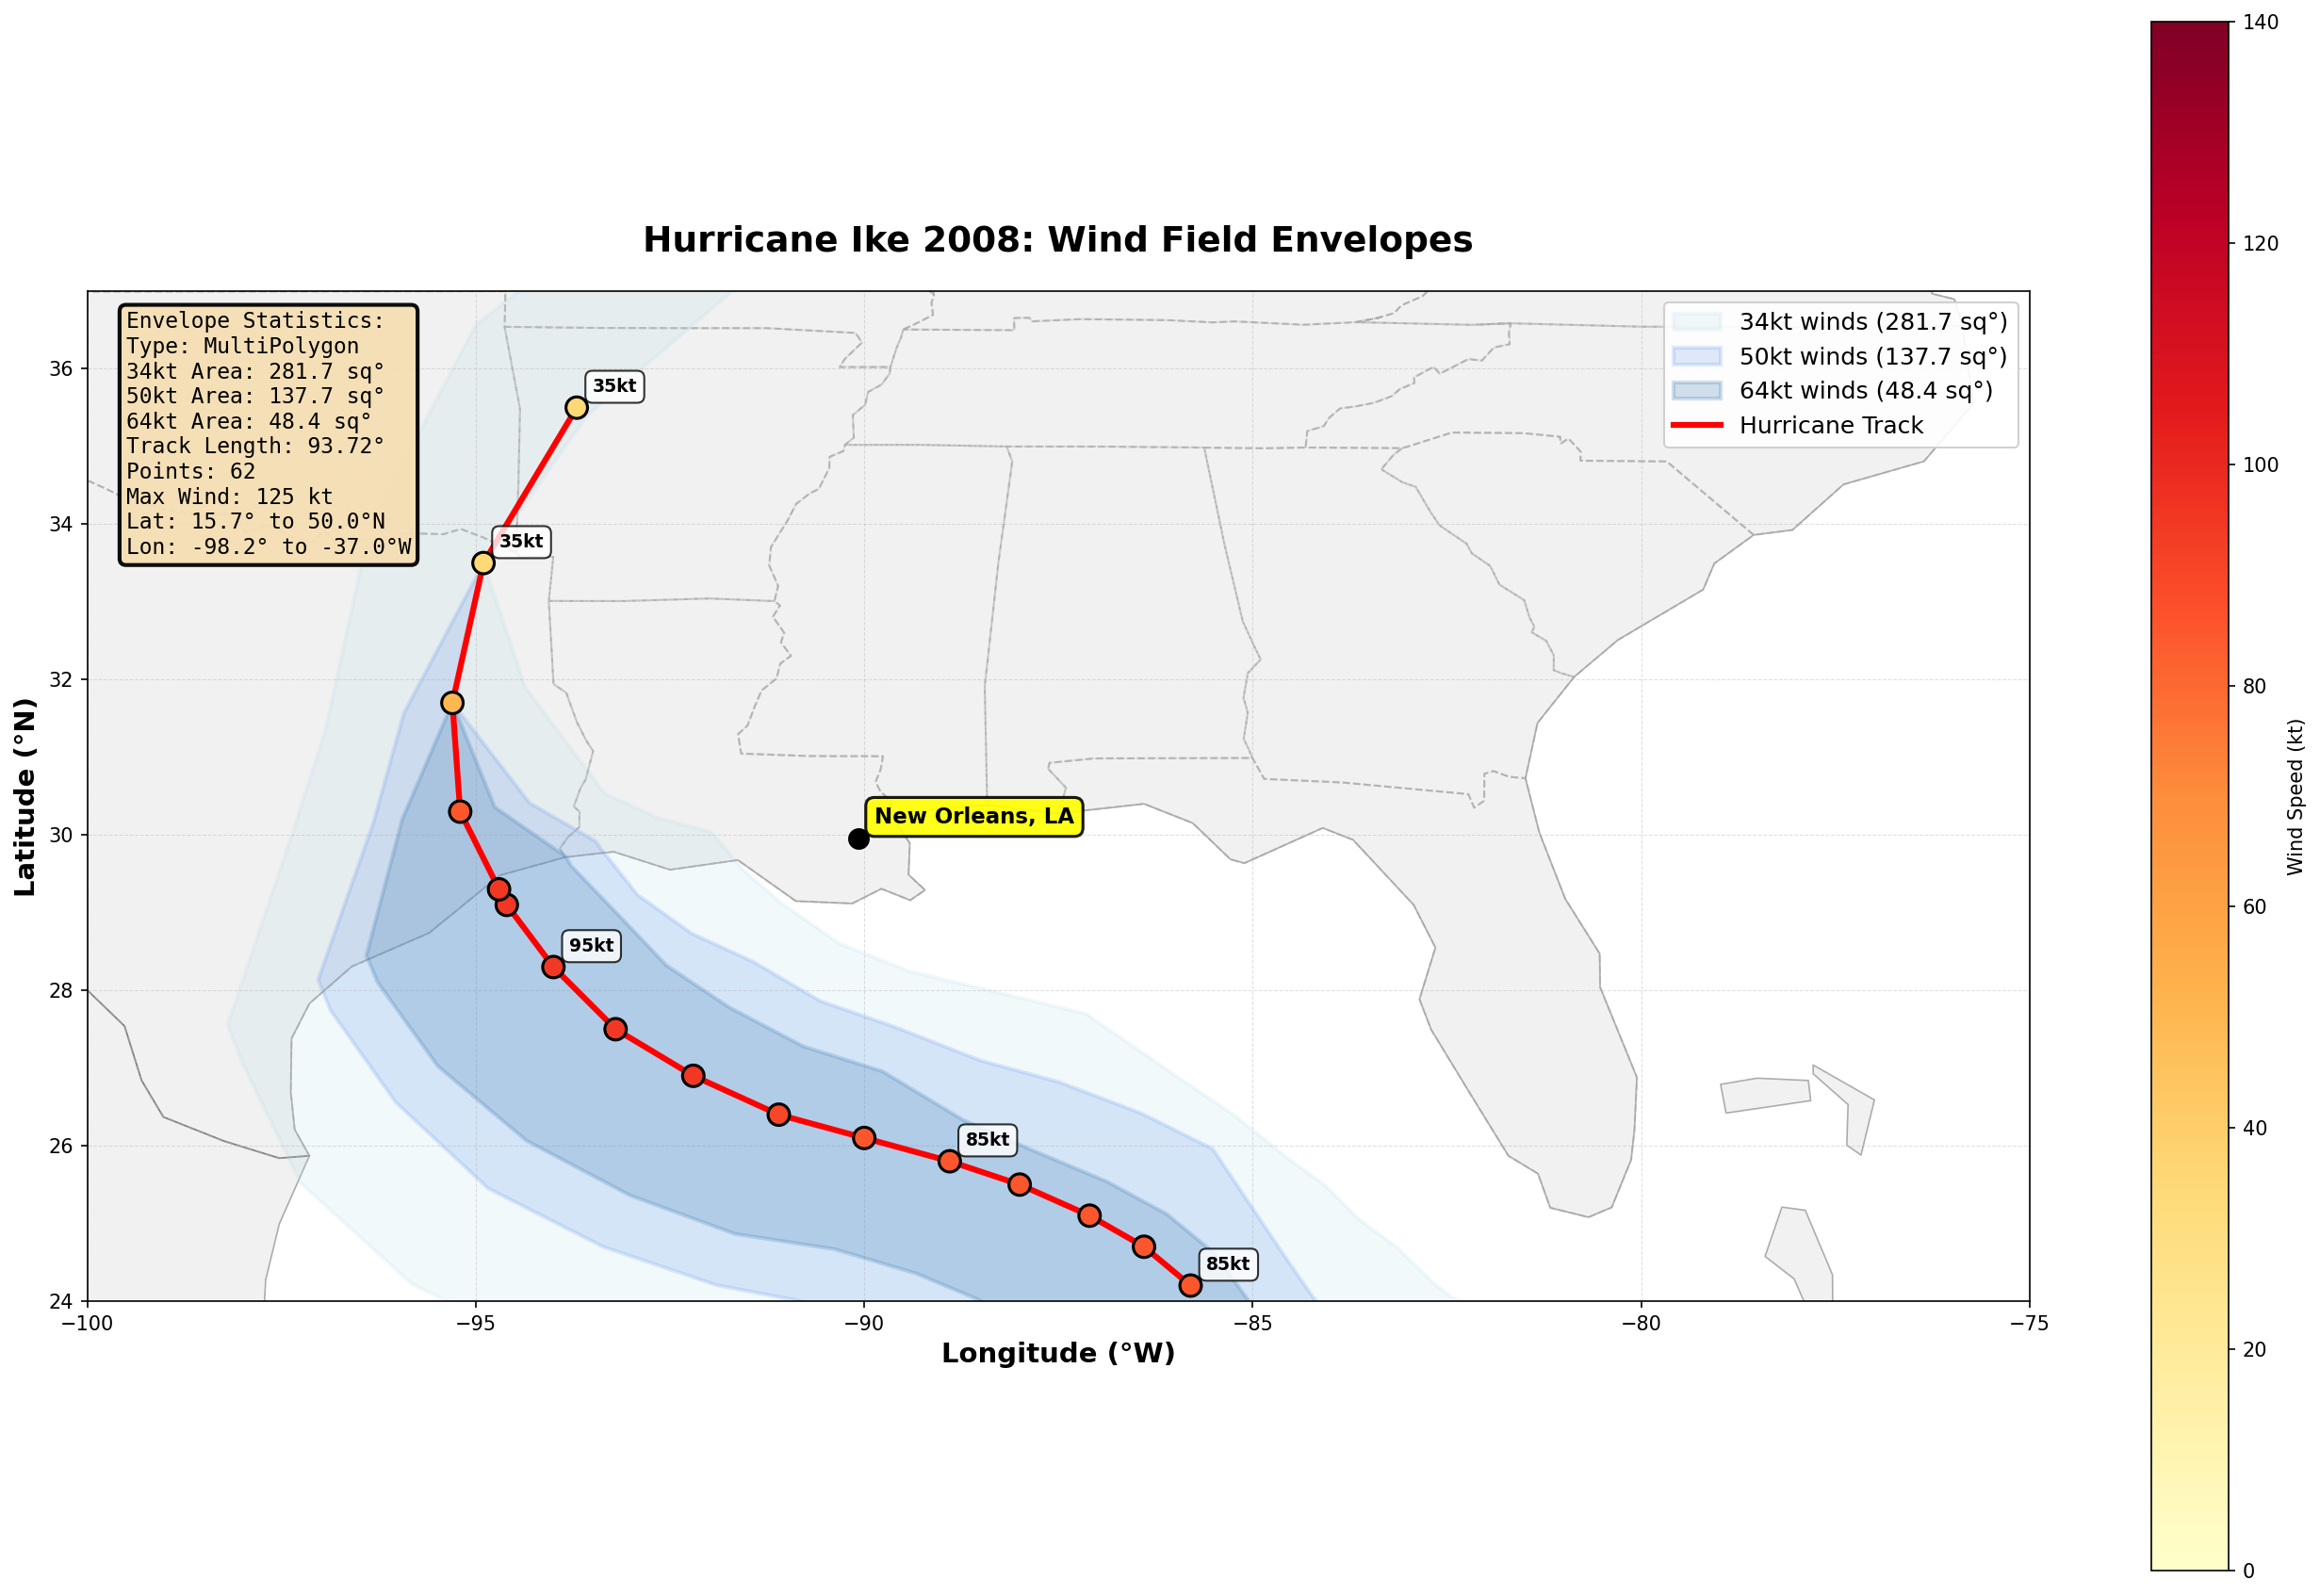 Hurricane Ike 2008: Wind Field Envelopes
Envelope Statistics:
Type: MultiPolygon
34kt Area: 281.7 sq°
50kt Area: 137.7 sq°
64kt Area: 48.4 sq°
Track Length: 93.72°
Points: 62
Max Wind: 125 kt
Lat: 15.7° to 50.0°N
Lon: -98.2° to -37.0°W
34kt winds (281.7 sq°)
50kt winds (137.7 sq°)
64kt winds (48.4 sq°)
Hurricane Track
35kt
35kt
New Orleans, LA
95kt
85kt
85kt
Latitude (°N)
36
34
32
30
28
26
24
−100
−95
−90
−85
−80
−75
Longitude (°W)
140
120
100
80
60
40
20
0
Wind Speed (kt)